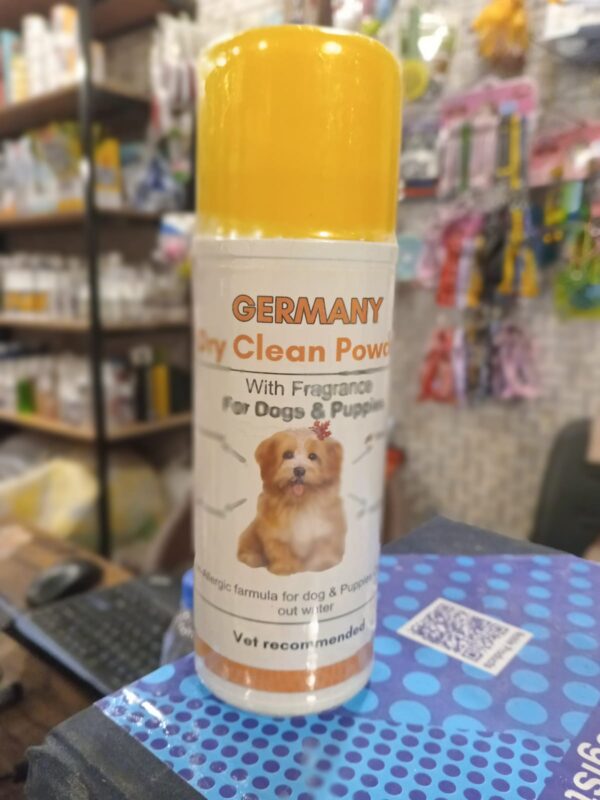 GERMANY
Dry Clean Powd
With Fragrance
For Dogs & Puppies
Allergic farmula for dog & Puppies
out water
Vet recommended